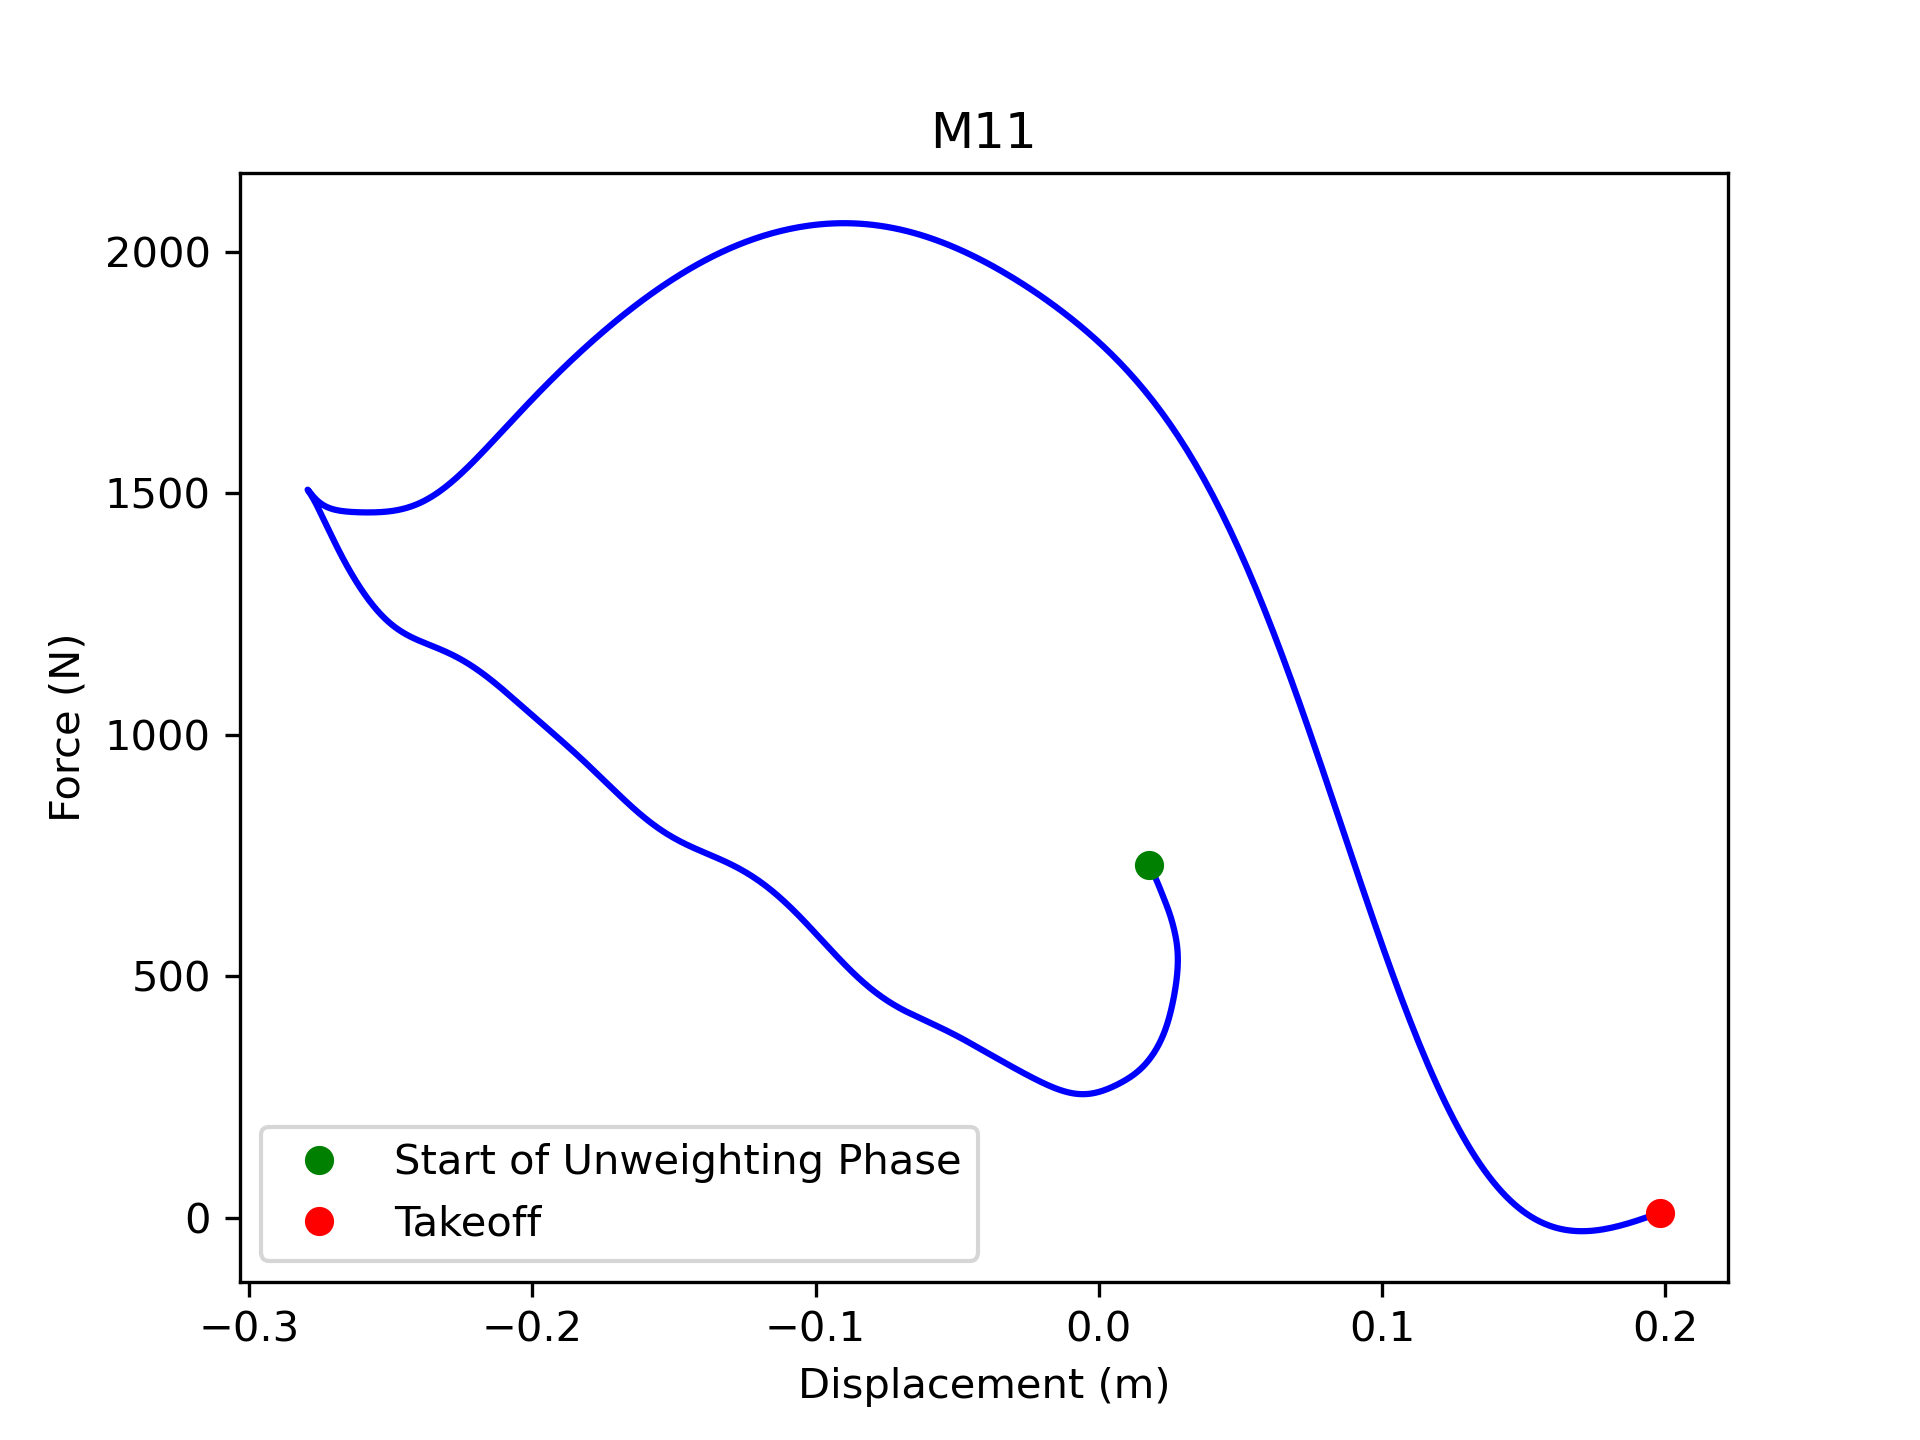 M11
2000
1500
1000
500
0
Force (N)
−0.3 −0.2 −0.1 0.0 0.1 0.2
Displacement (m)
Start of Unweighting Phase
Takeoff